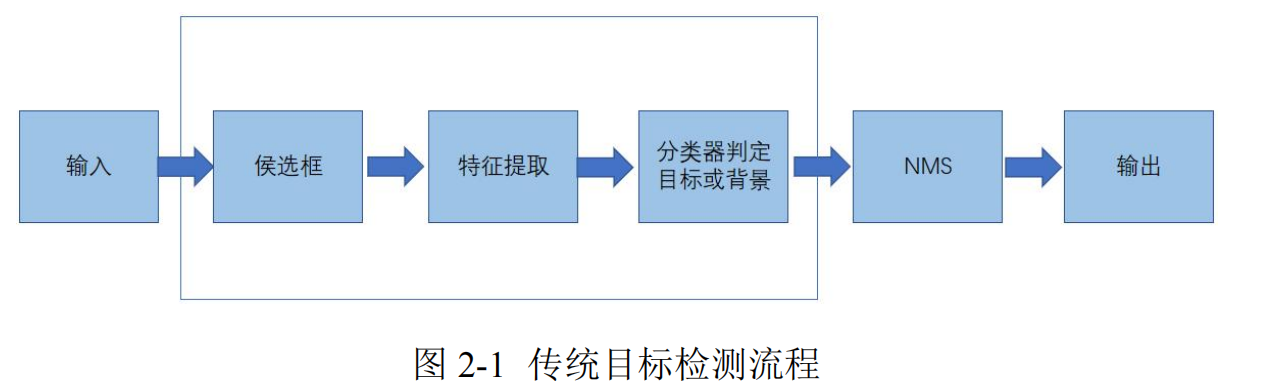 输入
侯选框
特征提取
分类器判定
目标或背景
NMS
输出
图 2-1 传统目标检测流程